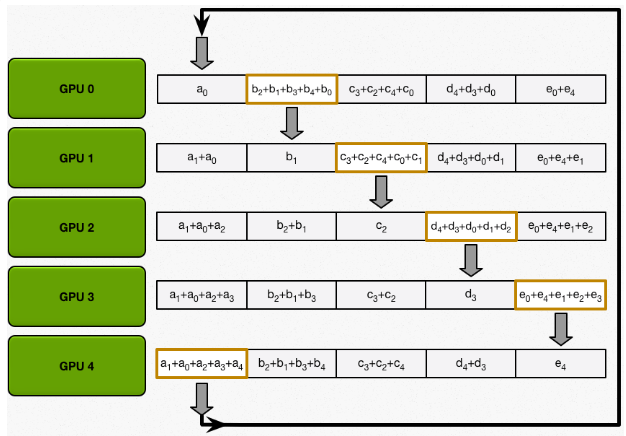 GPU 0 a₀ b₂+b₁+b₃+b₄+b₀ c₃+c₂+c₄+c₀ d₄+d₃+d₀ e₀+e₄
GPU 1 a₁+a₀ b₁ c₃+c₂+c₄+c₀+c₁ d₄+d₃+d₀+d₁ e₀+e₄+e₁
GPU 2 a₁+a₀+a₂ b₂+b₁ c₂ d₄+d₃+d₀+d₁+d₂ e₀+e₄+e₁+e₂
GPU 3 a₁+a₀+a₂+a₃ b₂+b₁+b₃ c₃+c₂ d₃ e₀+e₄+e₁+e₂+e₃
GPU 4 a₁+a₀+a₂+a₃+a₄ b₂+b₁+b₃+b₄ c₃+c₂+c₄ d₄+d₃ e₄